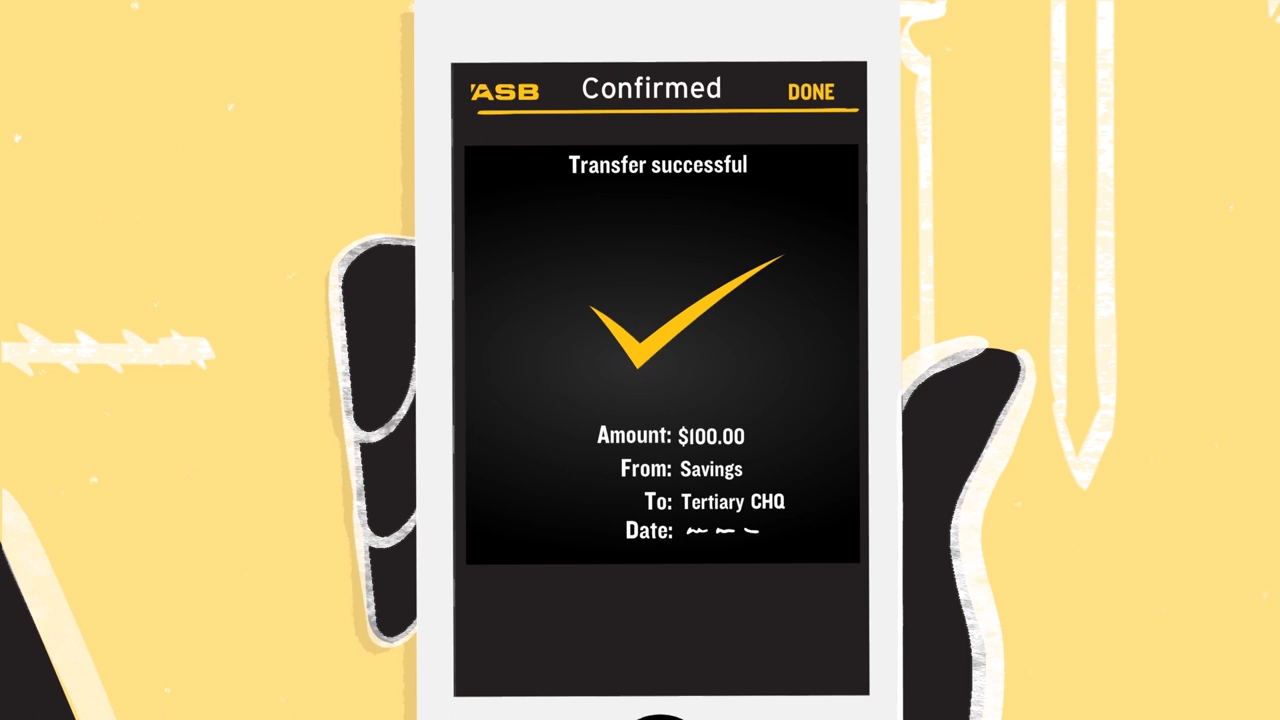 ASB Confirmed DONE
Transfer successful
Amount: $100.00
From: Savings
To: Tertiary CHQ
Date: